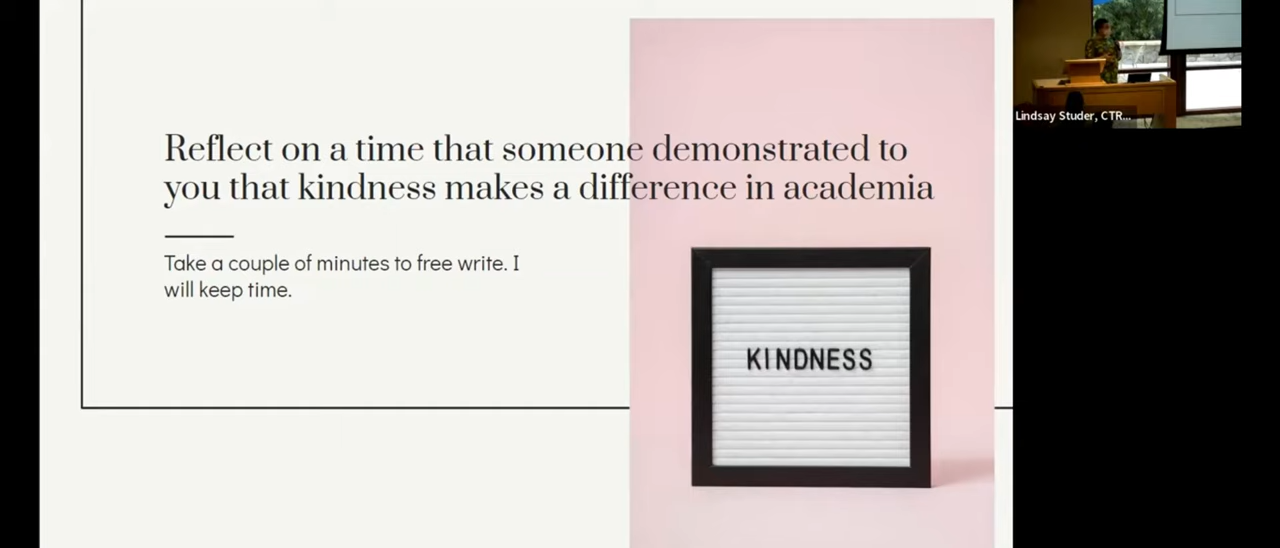 Reflect on a time that someone demonstrated to
you that kindness makes a difference in academia
Take a couple of minutes to free write. I
will keep time.
KINDNESS
Lindsay Studer, CTR...